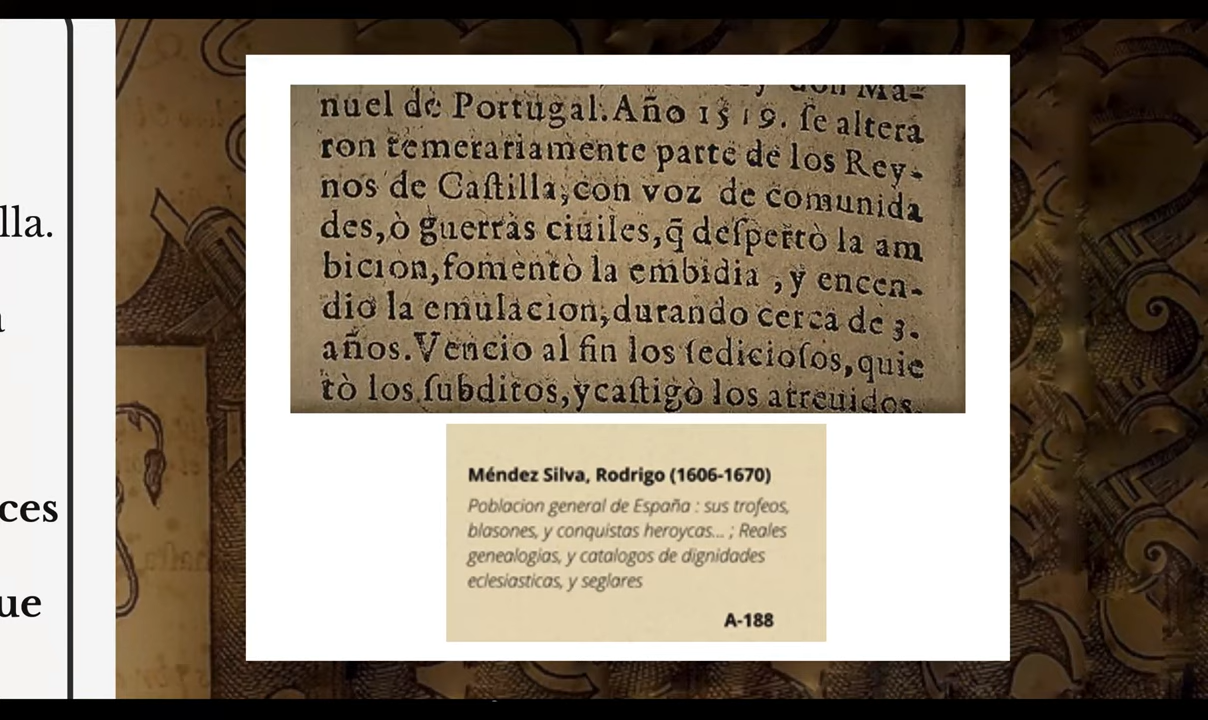 lla.
a
ces
ue
y don Ma-
nuel de Portugal. Año 1519. ſe altera
ron temerariamente parte de los Rey-
nos de Caſtilla, con voz de comunida
des, ò guerras ciuiles, q̃ deſpertò la am
bicion, fomentò la embidia, y encen-
dio la emulacion, durando cerca de 3.
años. Vencio al fin los ſedicioſos, quie
tò los ſubditos, y caſtigò los atreuidos.
Méndez Silva, Rodrigo (1606-1670)
Poblacion general de España : sus trofeos,
blasones, y conquistas heroycas... ; Reales
genealogias, y catalogos de dignidades
eclesiasticas, y seglares
A-188